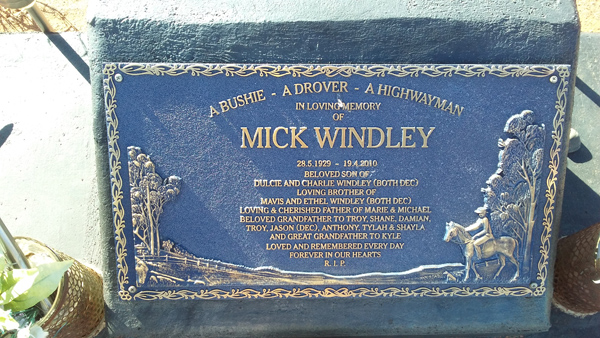 A BUSHIE - A DROVER - A HIGHWAYMAN
IN LOVING MEMORY
OF
MICK WINDLEY
28.5.1929 - 19.4.2010
BELOVED SON OF
DULCIE AND CHARLIE WINDLEY (BOTH DEC)
LOVING BROTHER OF
MAVIS AND ETHEL WINDLEY (BOTH DEC)
LOVING & CHERISHED FATHER OF MARIE & MICHAEL
BELOVED GRANDFATHER TO TROY, SHANE, DAMIAN,
TROY, JASON (DEC), ANTHONY, TYLAH & SHAYLA
AND GREAT GRANDFATHER TO KYLE
LOVED AND REMEMBERED EVERY DAY
FOREVER IN OUR HEARTS
R. I. P.